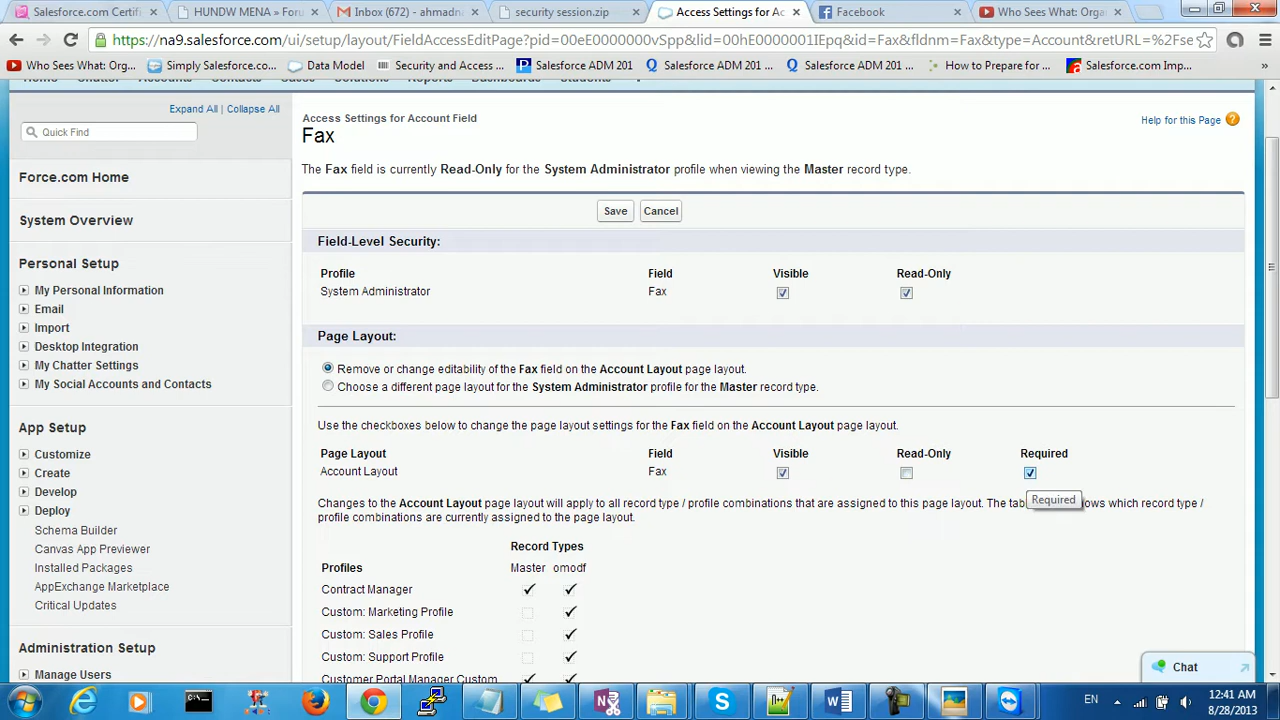 Salesforce.com Certifi
HUNDW MENA » Foru
Inbox (672) - ahmadnu
security session.zip
Access Settings for Ac
Facebook
Who Sees What: Orga
https://na9.salesforce.com/ui/setup/layout/FieldAccessEditPage?pid=00eE0000000vSpp&lid=00hE0000001IEpq&id=Fax&fldnm=Fax&type=Account&retURL=%2Fse
Who Sees What: Org...
Simply Salesforce.co...
Data Model
Security and Access ...
Salesforce ADM 201
Salesforce ADM 201 ...
Salesforce ADM 201 ...
How to Prepare for ...
Salesforce.com Imp...
»
Expand All | Collapse All
Quick Find
Force.com Home
System Overview
Personal Setup
My Personal Information
Email
Import
Desktop Integration
My Chatter Settings
My Social Accounts and Contacts
App Setup
Customize
Create
Develop
Deploy
Schema Builder
Canvas App Previewer
Installed Packages
AppExchange Marketplace
Critical Updates
Administration Setup
Manage Users
Access Settings for Account Field
Fax
Help for this Page
The Fax field is currently Read-Only for the System Administrator profile when viewing the Master record type.
Save Cancel
Field-Level Security:
Profile Field Visible Read-Only
System Administrator Fax
Page Layout:
Remove or change editability of the Fax field on the Account Layout page layout.
Choose a different page layout for the System Administrator profile for the Master record type.
Use the checkboxes below to change the page layout settings for the Fax field on the Account Layout page layout.
Page Layout Field Visible Read-Only Required
Account Layout Fax
Required
Changes to the Account Layout page layout will apply to all record type / profile combinations that are assigned to this page layout. The tab ows which record type /
profile combinations are currently assigned to the page layout.
Record Types
Profiles Master omodf
Contract Manager
Custom: Marketing Profile
Custom: Sales Profile
Custom: Support Profile
Customer Portal Manager Custom
Chat
EN
12:41 AM
8/28/2013